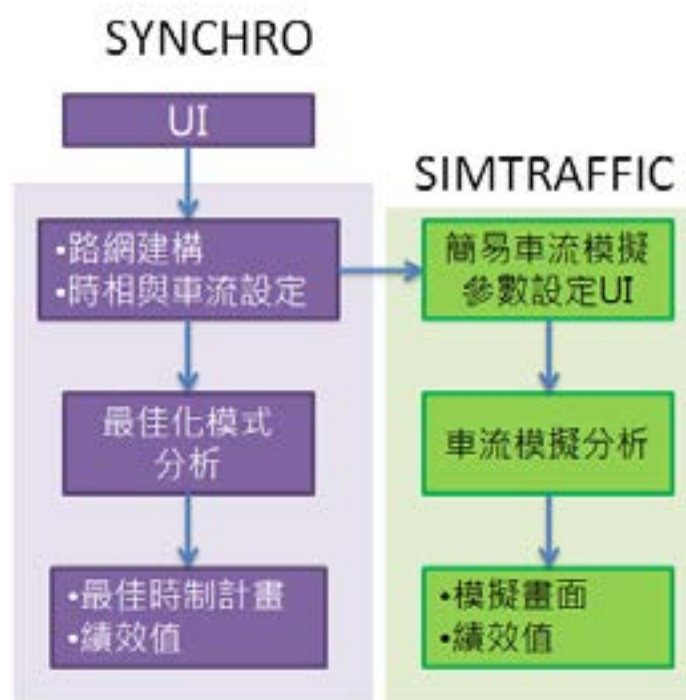 SYNCHRO
UI
•路網建構
•時相與車流設定
最佳化模式
分析
•最佳時制計畫
•績效值
SIMTRAFFIC
簡易車流模擬
參數設定UI
車流模擬分析
•模擬畫面
•績效值